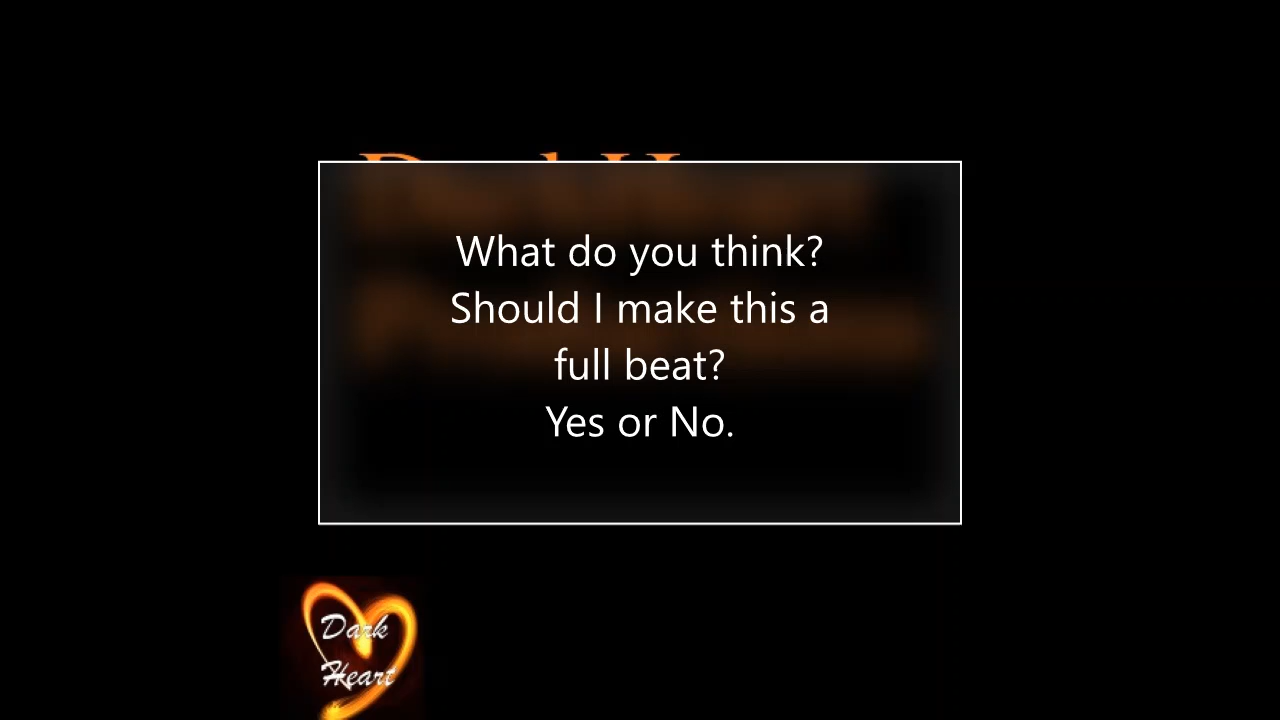 What do you think?
Should I make this a
full beat?
Yes or No.
Dark
Heart